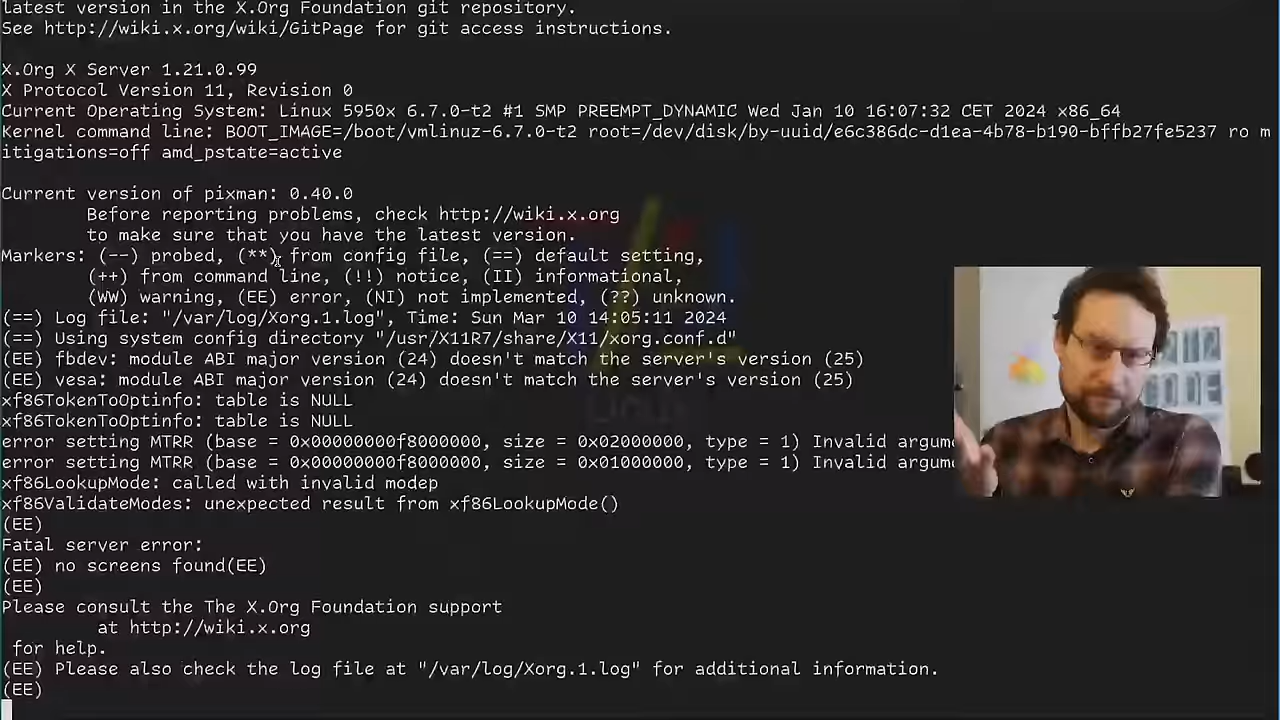 latest version in the X.Org Foundation git repository.
See http://wiki.x.org/wiki/GitPage for git access instructions.
X.Org X Server 1.21.0.99
X Protocol Version 11, Revision 0
Current Operating System: Linux 5950x 6.7.0-t2 #1 SMP PREEMPT_DYNAMIC Wed Jan 10 16:07:32 CET 2024 x86_64
Kernel command line: BOOT_IMAGE=/boot/vmlinuz-6.7.0-t2 root=/dev/disk/by-uuid/e6c386dc-d1ea-4b78-b190-bffb27fe5237 ro m
itigations=off amd_pstate=active
Current version of pixman: 0.40.0
Before reporting problems, check http://wiki.x.org
to make sure that you have the latest version.
Markers: (--) probed, (**) from config file, (==) default setting,
(++) from command line, (!!) notice, (II) informational,
(WW) warning, (EE) error, (NI) not implemented, (??) unknown.
(==) Log file: "/var/log/Xorg.1.log", Time: Sun Mar 10 14:05:11 2024
(==) Using system config directory "/usr/X11R7/share/X11/xorg.conf.d"
(EE) fbdev: module ABI major version (24) doesn't match the server's version (25)
(EE) vesa: module ABI major version (24) doesn't match the server's version (25)
xf86TokenToOptinfo: table is NULL
xf86TokenToOptinfo: table is NULL
error setting MTRR (base = 0x00000000f8000000, size = 0x02000000, type = 1) Invalid argum
error setting MTRR (base = 0x00000000f8000000, size = 0x01000000, type = 1) Invalid argum
xf86LookupMode: called with invalid modep
xf86ValidateModes: unexpected result from xf86LookupMode()
(EE)
Fatal server error:
(EE) no screens found(EE)
(EE)
Please consult the The X.Org Foundation support
at http://wiki.x.org
for help.
(EE) Please also check the log file at "/var/log/Xorg.1.log" for additional information.
(EE)